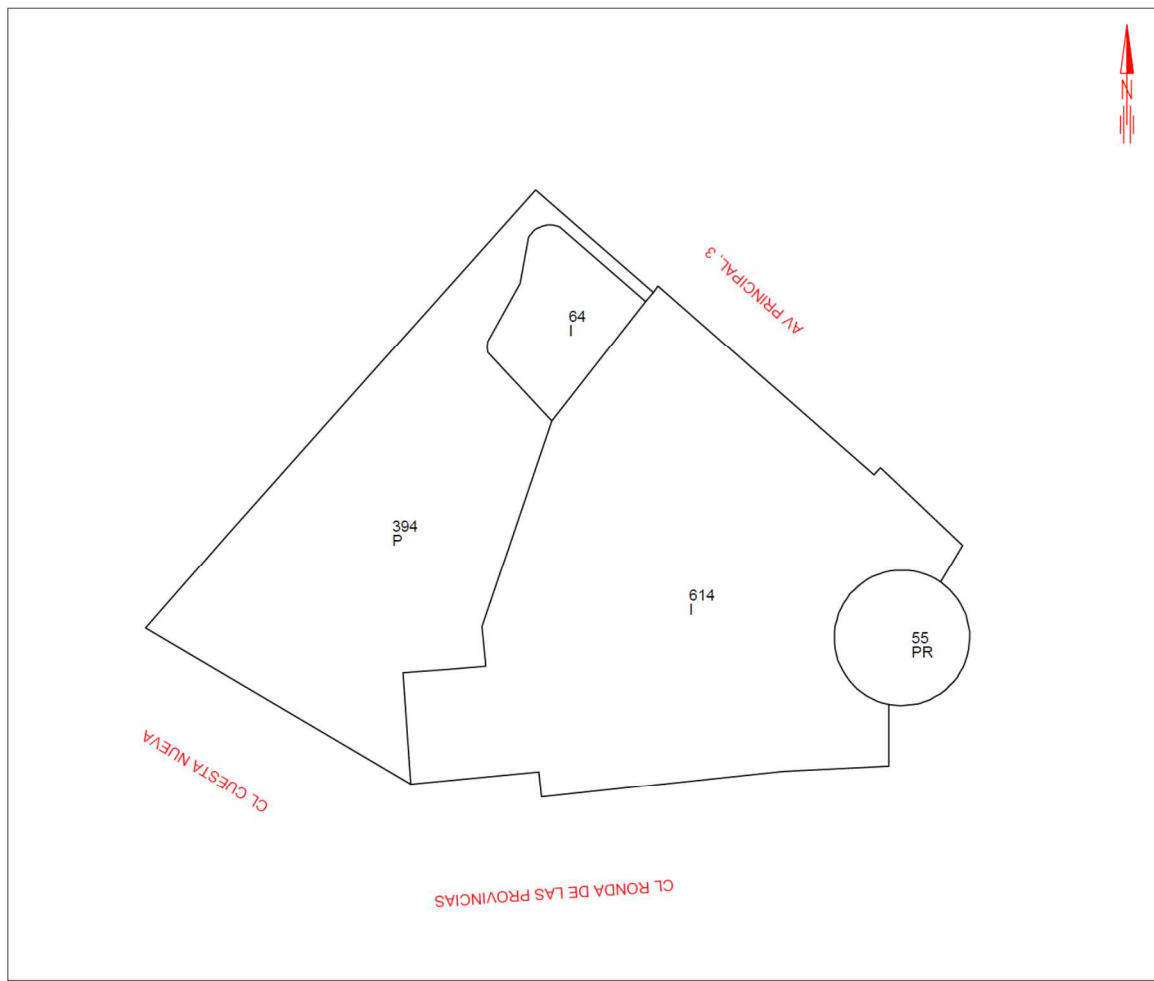 N
AV PRINCIPAL, 3
64
I
394
P
614
I
55
PR
CL CUESTA NUEVA
CL RONDA DE LAS PROVINCIAS